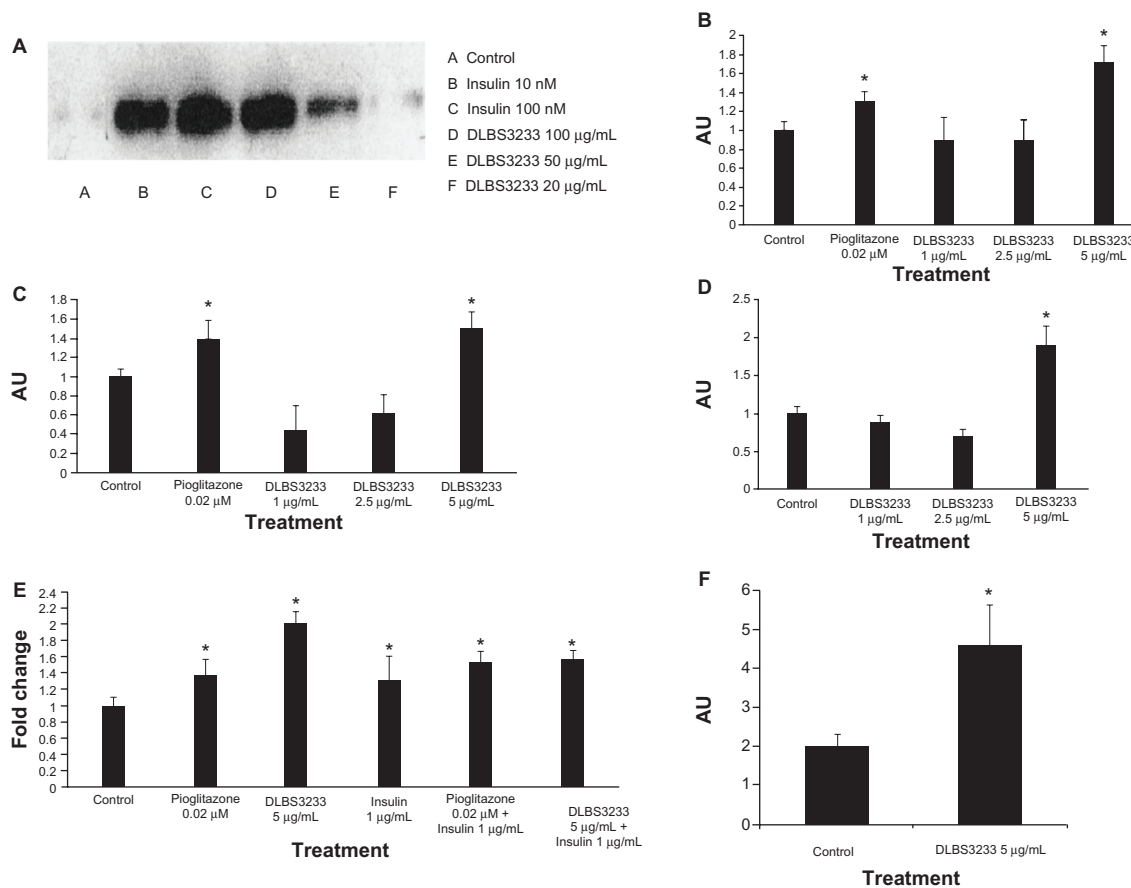 A
A Control
B Insulin 10 nM
C Insulin 100 nM
D DLBS3233 100 μg/mL
E DLBS3233 50 μg/mL
F DLBS3233 20 μg/mL
A B C D E F
B
AU
2
1.8
1.6
1.4
1.2
1
0.8
0.6
0.4
0.2
0
*
*
Control
Pioglitazone
0.02 μM
DLBS3233
1 μg/mL
DLBS3233
2.5 μg/mL
DLBS3233
5 μg/mL
Treatment
C
AU
1.8
1.6
1.4
1.2
1
0.8
0.6
0.4
0.2
0
*
*
Control
Pioglitazone
0.02 μM
DLBS3233
1 μg/mL
DLBS3233
2.5 μg/mL
DLBS3233
5 μg/mL
Treatment
D
AU
2.5
2
1.5
1
0.5
0
*
Control
DLBS3233
1 μg/mL
DLBS3233
2.5 μg/mL
DLBS3233
5 μg/mL
Treatment
E
Fold change
2.4
2.2
2
1.8
1.6
1.4
1.2
1
0.8
0.6
0.4
0.2
0
*
*
*
*
*
Control
Pioglitazone
0.02 μM
DLBS3233
5 μg/mL
Insulin
1 μg/mL
Pioglitazone
0.02 μM +
Insulin 1 μg/mL
DLBS3233
5 μg/mL +
Insulin 1 μg/mL
Treatment
F
AU
6
5
4
3
2
1
0
*
Control
DLBS3233 5 μg/mL
Treatment